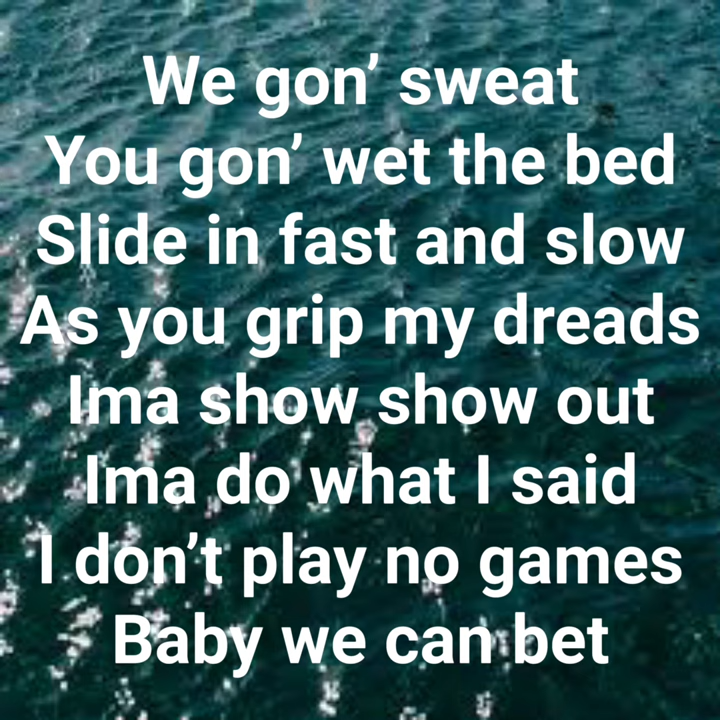 We gon’ sweat
You gon’ wet the bed
Slide in fast and slow
As you grip my dreads
Ima show show out
Ima do what I said
I don’t play no games
Baby we can bet